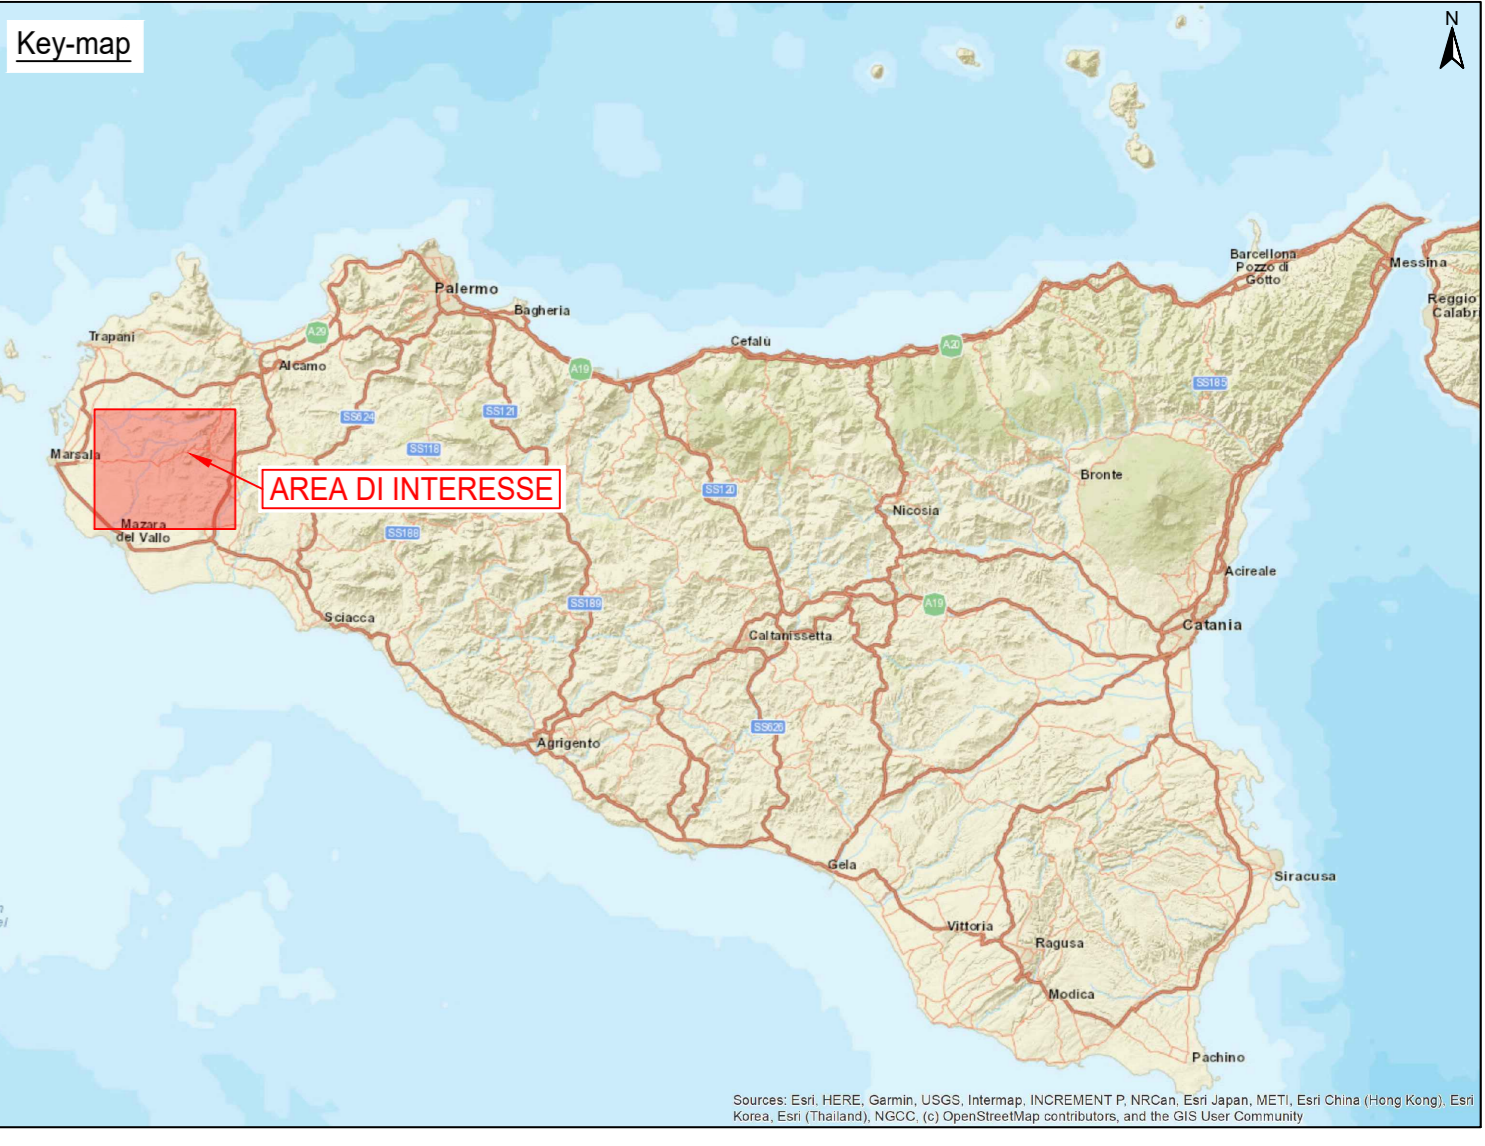 Key-map
N
Barcellona
Pozzo di
Gotto
Messina
Reggio
Calabri
Palermo
Bagheria
Trapani
A29
Cefalù
A20
Alcamo
A19
SS185
SS624
SS121
SS118
Marsala
Bronte
AREA DI INTERESSE
SS120
Nicosia
Mazara
del Vallo
SS188
Acireale
SS189
A19
Sciacca
Catania
Caltanissetta
SS626
Agrigento
Gela
Siracusa
Vittoria
Ragusa
Modica
Pachino
Sources: Esri, HERE, Garmin, USGS, Intermap, INCREMENT P, NRCan, Esri Japan, METI, Esri China (Hong Kong), Esri
Korea, Esri (Thailand), NGCC, (c) OpenStreetMap contributors, and the GIS User Community